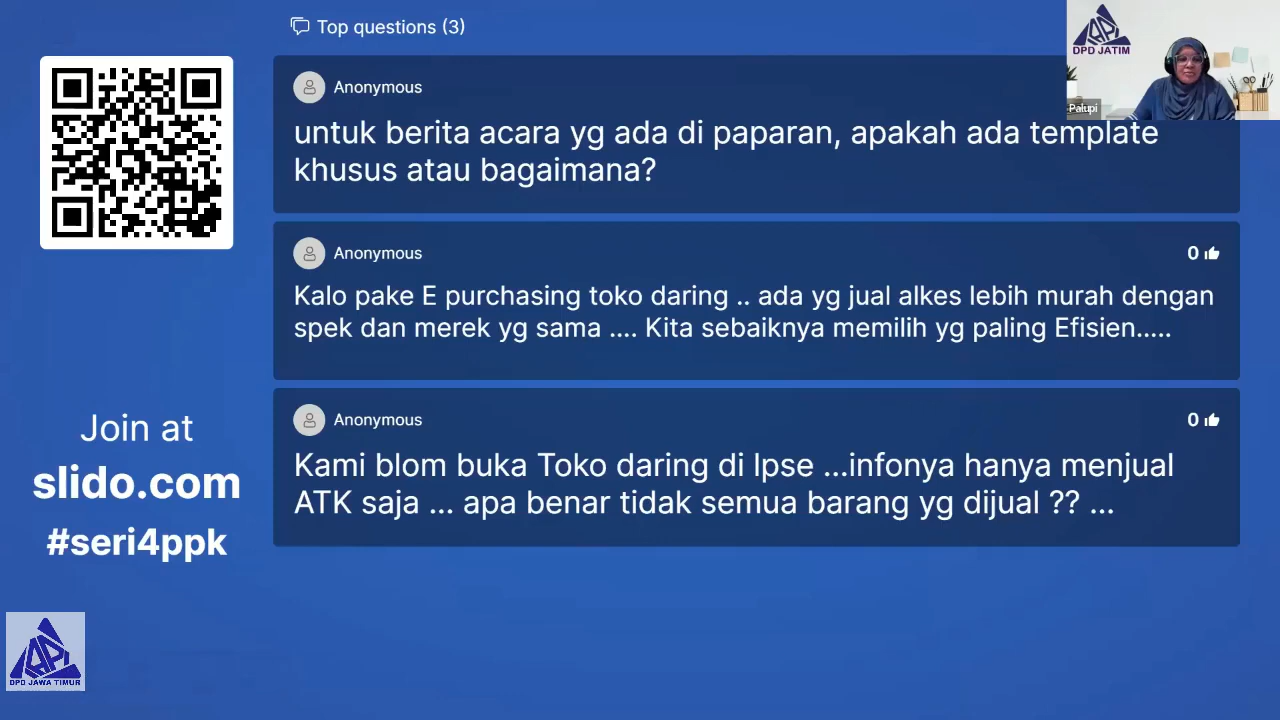 Top questions (3)
Anonymous
untuk berita acara yg ada di paparan, apakah ada template
khusus atau bagaimana?
Anonymous
0
Kalo pake E purchasing toko daring .. ada yg jual alkes lebih murah dengan
spek dan merek yg sama .... Kita sebaiknya memilih yg paling Efisien.....
Anonymous
0
Kami blom buka Toko daring di lpse ...infonya hanya menjual
ATK saja ... apa benar tidak semua barang yg dijual ?? ...
Join at
slido.com
#seri4ppk
IAPI
DPD JAWA TIMUR
IAPI
DPD JATIM
Palupi